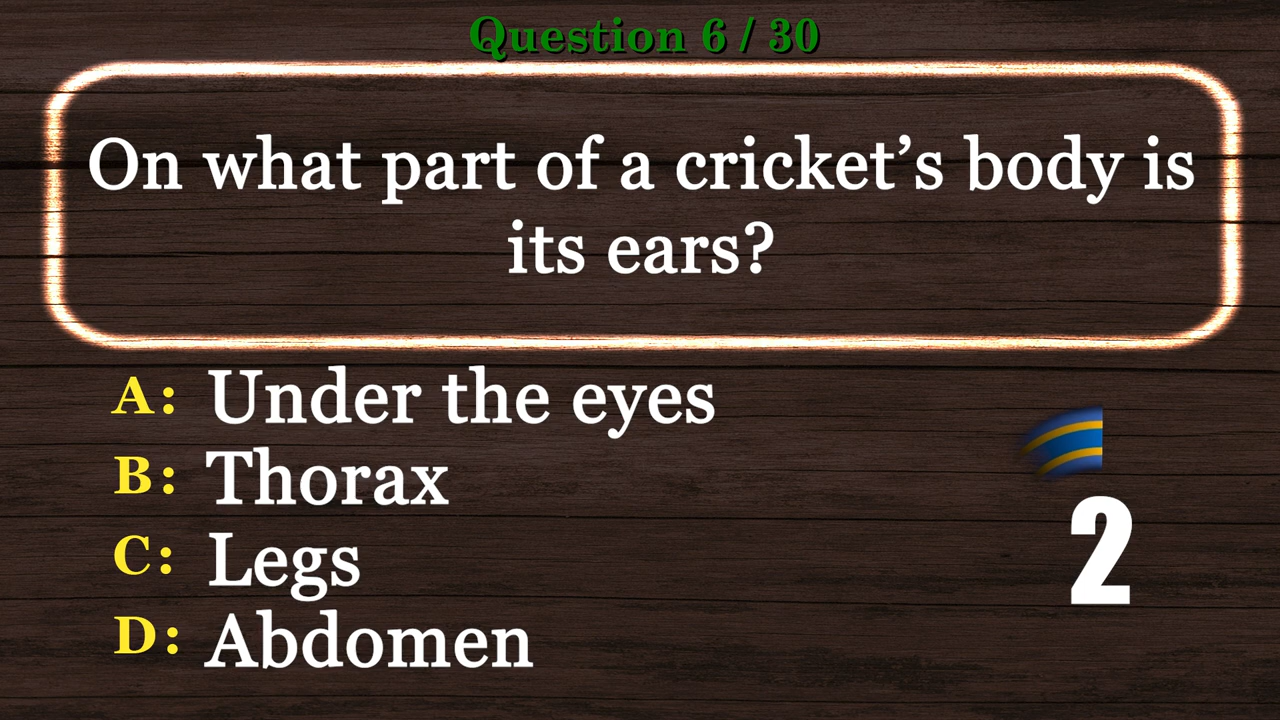 Question 6 / 30
On what part of a cricket’s body is
its ears?
A: Under the eyes
B: Thorax
C: Legs
D: Abdomen
2